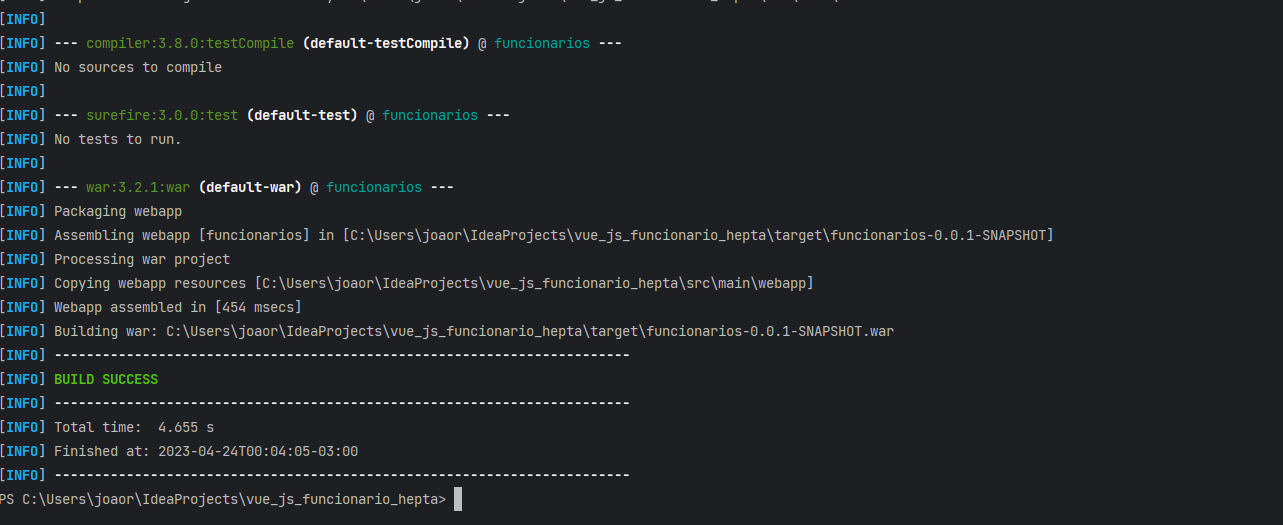 [INFO]
[INFO] --- compiler:3.8.0:testCompile (default-testCompile) @ funcionarios ---
[INFO] No sources to compile
[INFO]
[INFO] --- surefire:3.0.0:test (default-test) @ funcionarios ---
[INFO] No tests to run.
[INFO]
[INFO] --- war:3.2.1:war (default-war) @ funcionarios ---
[INFO] Packaging webapp
[INFO] Assembling webapp [funcionarios] in [C:\Users\joaor\IdeaProjects\vue_js_funcionario_hepta\target\funcionarios-0.0.1-SNAPSHOT]
[INFO] Processing war project
[INFO] Copying webapp resources [C:\Users\joaor\IdeaProjects\vue_js_funcionario_hepta\src\main\webapp]
[INFO] Webapp assembled in [454 msecs]
[INFO] Building war: C:\Users\joaor\IdeaProjects\vue_js_funcionario_hepta\target\funcionarios-0.0.1-SNAPSHOT.war
[INFO] ------------------------------------------------------------------------
[INFO] BUILD SUCCESS
[INFO] ------------------------------------------------------------------------
[INFO] Total time:  4.655 s
[INFO] Finished at: 2023-04-24T00:04:05-03:00
[INFO] ------------------------------------------------------------------------
PS C:\Users\joaor\IdeaProjects\vue_js_funcionario_hepta>